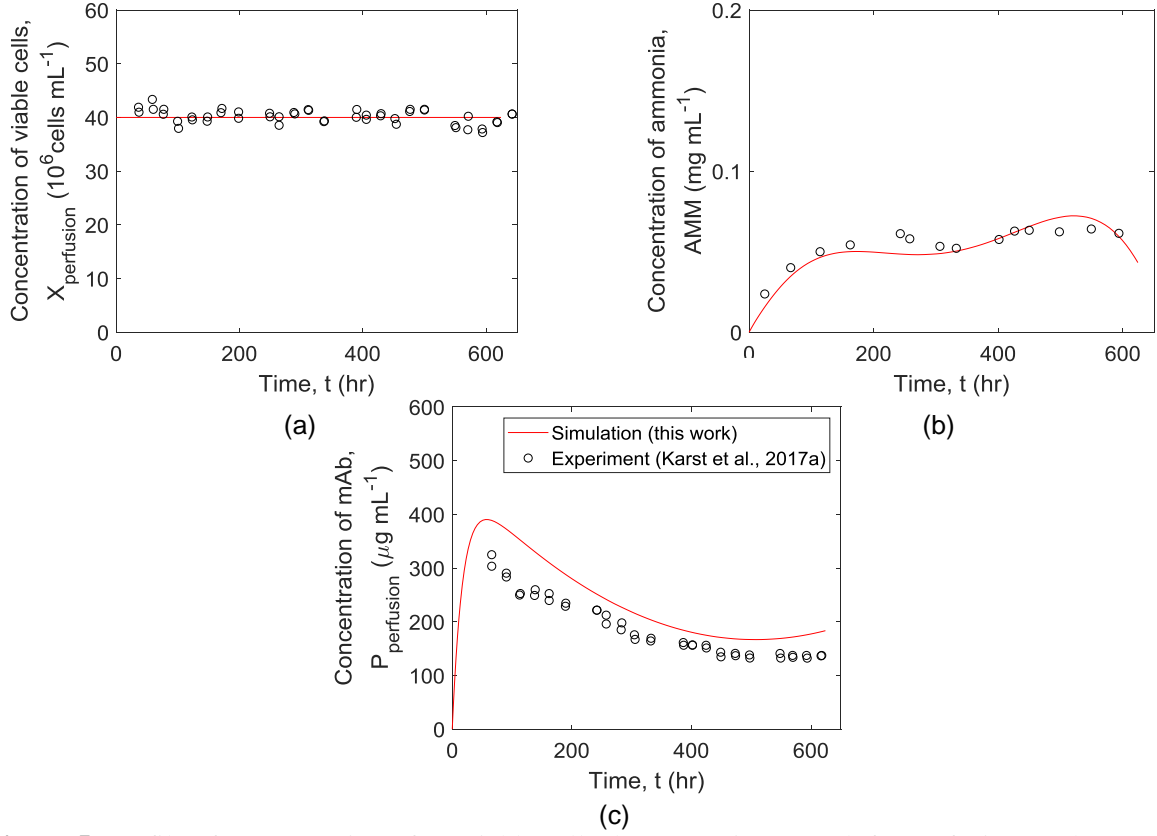 Concentration of viable cells,
X_perfusion (10^6cells mL^-1)
60
50
40
30
20
10
0
0 200 400 600
Time, t (hr)
(a)
Concentration of ammonia,
AMM (mg mL^-1)
0.2
0.1
0
0 200 400 600
Time, t (hr)
(b)
Concentration of mAb,
P_perfusion (μg mL^-1)
600
500
400
300
200
100
0
Simulation (this work)
Experiment (Karst et al., 2017a)
0 200 400 600
Time, t (hr)
(c)